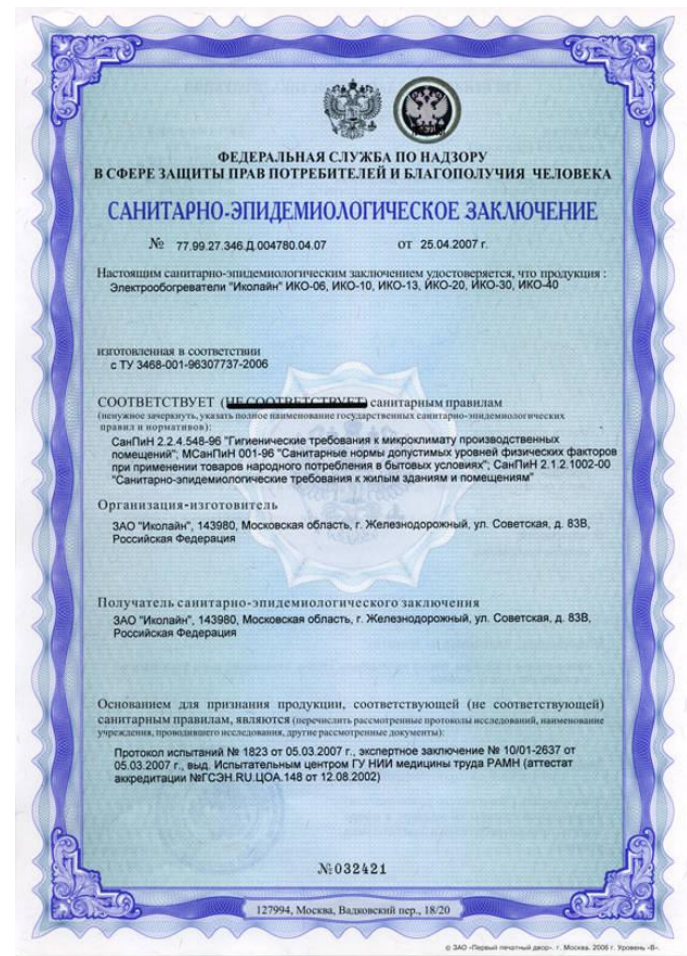 ФЕДЕРАЛЬНАЯ СЛУЖБА ПО НАДЗОРУ
В СФЕРЕ ЗАЩИТЫ ПРАВ ПОТРЕБИТЕЛЕЙ И БЛАГОПОЛУЧИЯ ЧЕЛОВЕКА
САНИТАРНО-ЭПИДЕМИОЛОГИЧЕСКОЕ ЗАКЛЮЧЕНИЕ
№ 77.99.27.346.Д.004780.04.07 ОТ 25.04.2007 г.
Настоящим санитарно-эпидемиологическим заключением удостоверяется, что продукция :
Электрообогреватели "Иколайн" ИКО-06, ИКО-10, ИКО-13, ИКО-20, ИКО-30, ИКО-40
изготовленная в соответствии
с ТУ 3468-001-96307737-2006
СООТВЕТСТВУЕТ (НЕ СООТВЕТСТВУЕТ) санитарным правилам
(ненужное зачеркнуть, указать полное наименование государственных санитарно-эпидемиологических
правил и нормативов):
СанПиН 2.2.4.548-96 "Гигиенические требования к микроклимату производственных
помещений"; МСанПиН 001-96 "Санитарные нормы допустимых уровней физических факторов
при применении товаров народного потребления в бытовых условиях"; СанПиН 2.1.2.1002-00
"Санитарно-эпидемиологические требования к жилым зданиям и помещениям"
Организация-изготовитель
ЗАО "Иколайн", 143980, Московская область, г. Железнодорожный, ул. Советская, д. 83В,
Российская Федерация
Получатель санитарно-эпидемиологического заключения
ЗАО "Иколайн", 143980, Московская область, г. Железнодорожный, ул. Советская, д. 83В,
Российская Федерация
Основанием для признания продукции, соответствующей (не соответствующей)
санитарным правилам, являются (перечислить рассмотренные протоколы исследований, наименование
учреждения, проводившего исследования, другие рассмотренные документы):
Протокол испытаний № 1823 от 05.03.2007 г., экспертное заключение № 10/01-2637 от
05.03.2007 г., выд. Испытательным центром ГУ НИИ медицины труда РАМН (аттестат
аккредитации №ГСЭН.RU.ЦОА.148 от 12.08.2002)
№032421
127994, Москва, Вадковский пер., 18/20
© ЗАО «Первый печатный двор», г. Москва, 2006 г. Уровень «В».